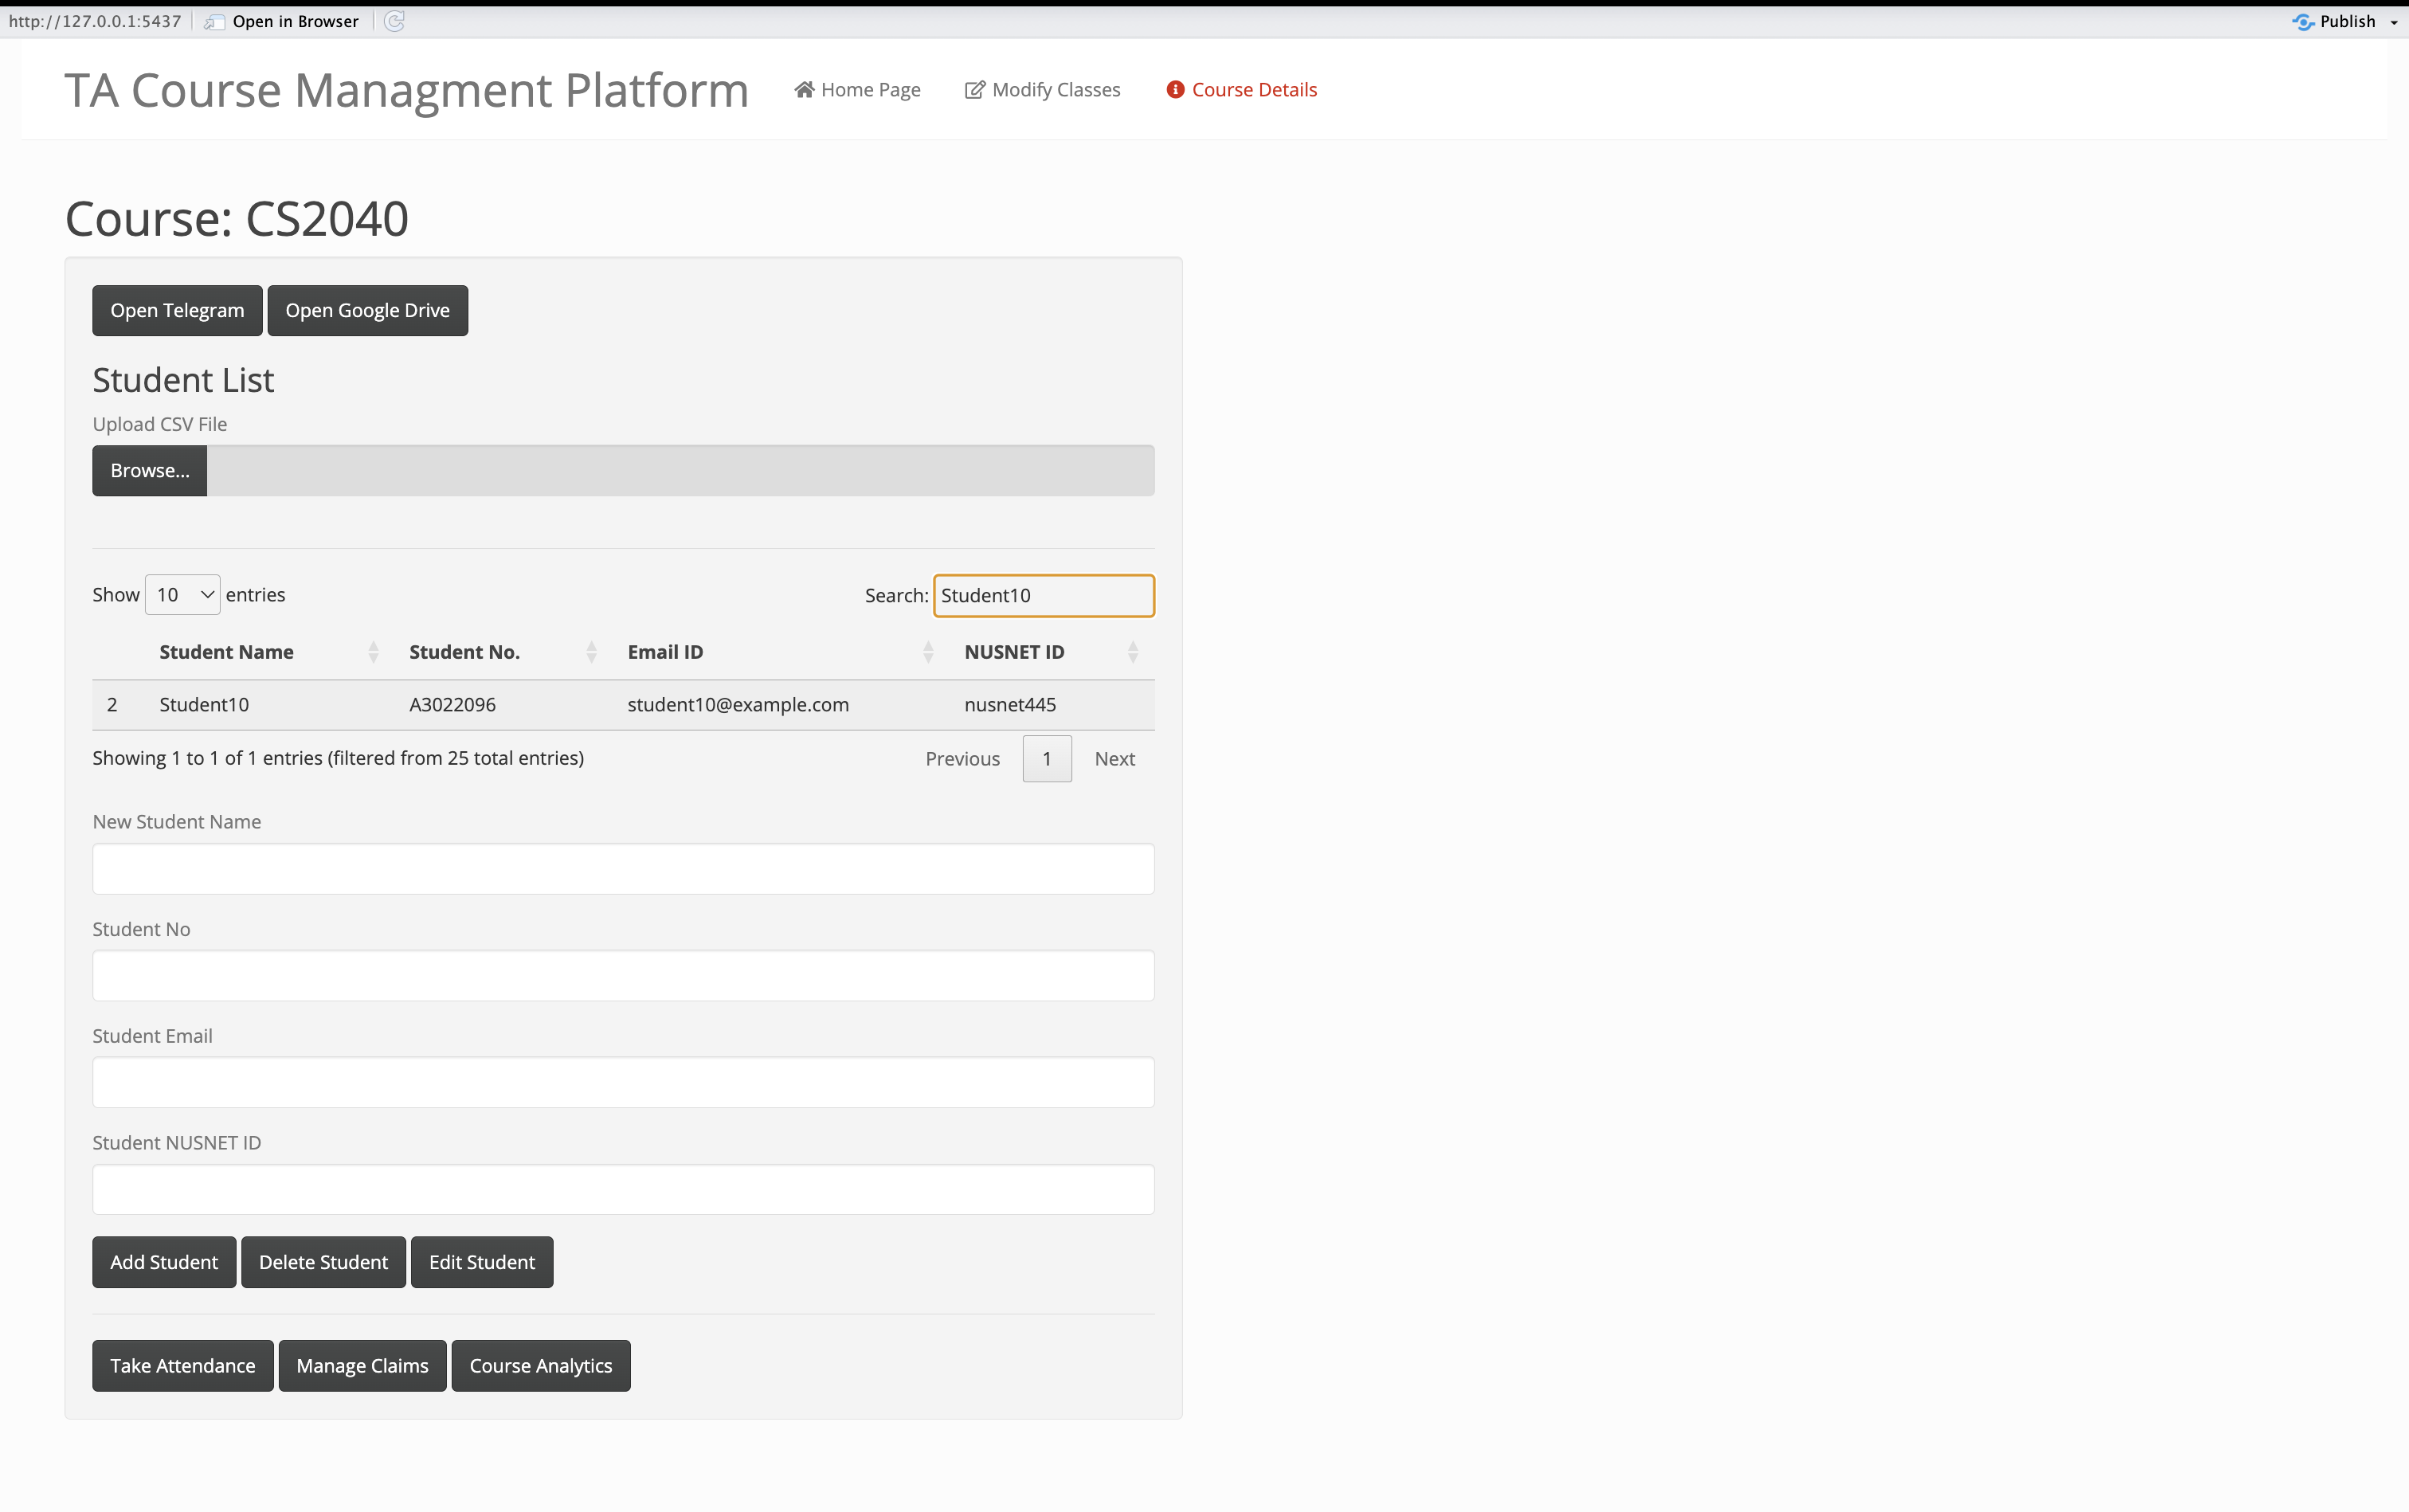 http://127.0.0.1:5437 Open in Browser Publish
TA Course Managment Platform Home Page Modify Classes Course Details
Course: CS2040
Open Telegram Open Google Drive
Student List
Upload CSV File
Browse...
Show 10 entries Search: Student10
Student Name Student No. Email ID NUSNET ID
2 Student10 A3022096 student10@example.com nusnet445
Showing 1 to 1 of 1 entries (filtered from 25 total entries) Previous 1 Next
New Student Name
Student No
Student Email
Student NUSNET ID
Add Student Delete Student Edit Student
Take Attendance Manage Claims Course Analytics